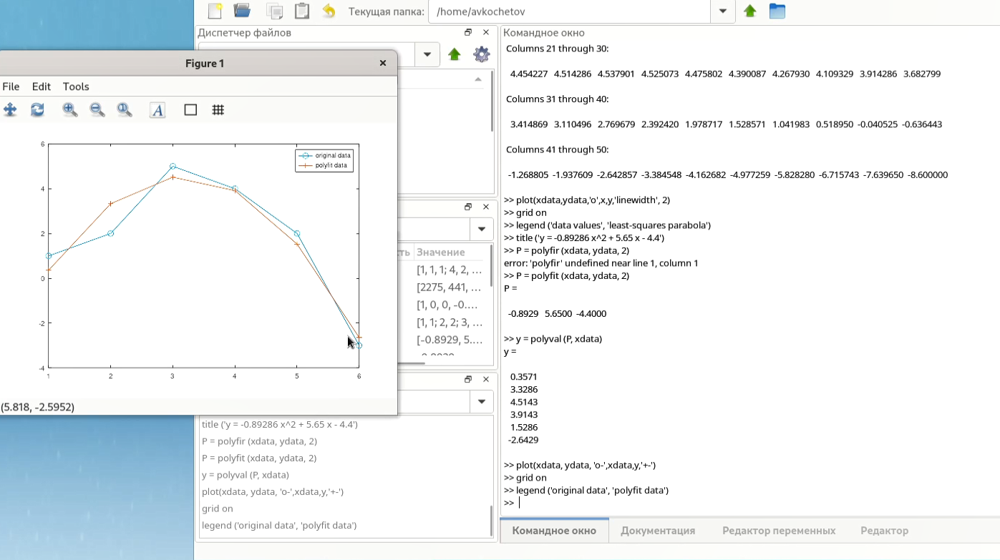 Текущая папка: /home/avkochetov
Диспетчер файлов
Figure 1
File Edit Tools
original data
polyfit data
6
4
2
0
-2
-4
1 2 3 4 5 6
(5.818, -2.5952)
Значение
[1, 1, 1; 4, 2, ...
[2275, 441, ...
[1, 0, 0, -0....
[1, 1; 2, 2; 3, ...
[-0.8929, 5....
title ('y = -0.89286 x^2 + 5.65 x - 4.4')
P = polyfir (xdata, ydata, 2)
P = polyfit (xdata, ydata, 2)
y = polyval (P, xdata)
plot(xdata, ydata, 'o-',xdata,y,'+-')
grid on
legend ('original data', 'polyfit data')
Командное окно
Columns 21 through 30:
4.454227 4.514286 4.537901 4.525073 4.475802 4.390087 4.267930 4.109329 3.914286 3.682799
Columns 31 through 40:
3.414869 3.110496 2.769679 2.392420 1.978717 1.528571 1.041983 0.518950 -0.040525 -0.636443
Columns 41 through 50:
-1.268805 -1.937609 -2.642857 -3.384548 -4.162682 -4.977259 -5.828280 -6.715743 -7.639650 -8.600000
>> plot(xdata,ydata,'o',x,y,'linewidth', 2)
>> grid on
>> legend ('data values', 'least-squares parabola')
>> title ('y = -0.89286 x^2 + 5.65 x - 4.4')
>> P = polyfir (xdata, ydata, 2)
error: 'polyfir' undefined near line 1, column 1
>> P = polyfit (xdata, ydata, 2)
P =
-0.8929 5.6500 -4.4000
>> y = polyval (P, xdata)
y =
0.3571
3.3286
4.5143
3.9143
1.5286
-2.6429
>> plot(xdata, ydata, 'o-',xdata,y,'+-')
>> grid on
>> legend ('original data', 'polyfit data')
>>
Командное окно Документация Редактор переменных Редактор